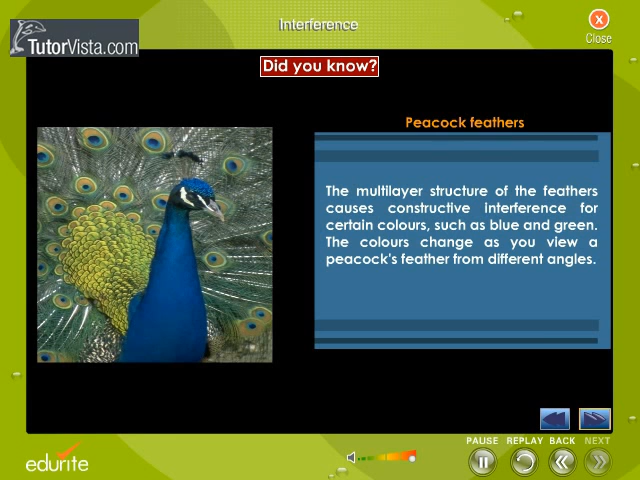 Interference
X
Close
TutorVista.com
Did you know?
Peacock feathers
The multilayer structure of the feathers
causes constructive interference for
certain colours, such as blue and green.
The colours change as you view a
peacock's feather from different angles.
PAUSE REPLAY BACK NEXT
edurite